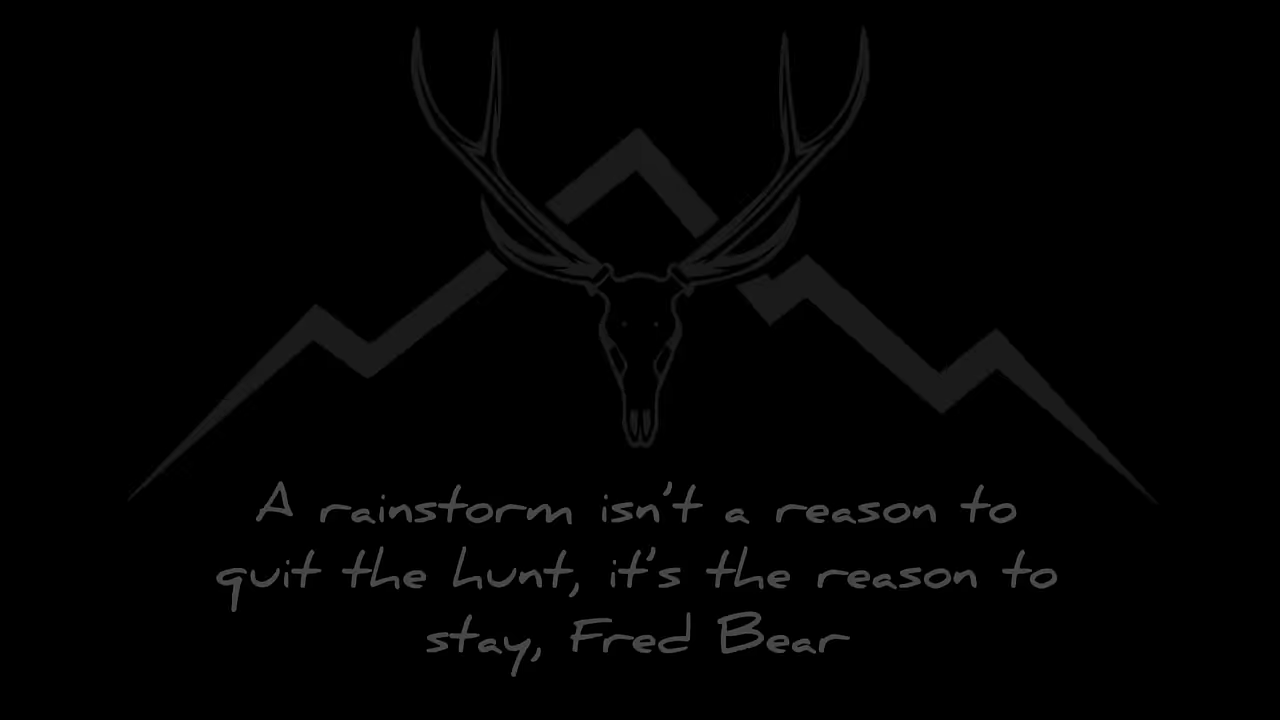 A rainstorm isn't a reason to
quit the hunt, it's the reason to
stay, Fred Bear